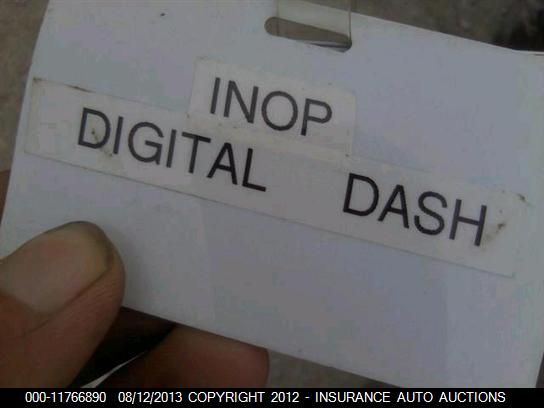 INOP
DIGITAL DASH
000-11766890 08/12/2013 COPYRIGHT 2012 - INSURANCE AUTO AUCTIONS